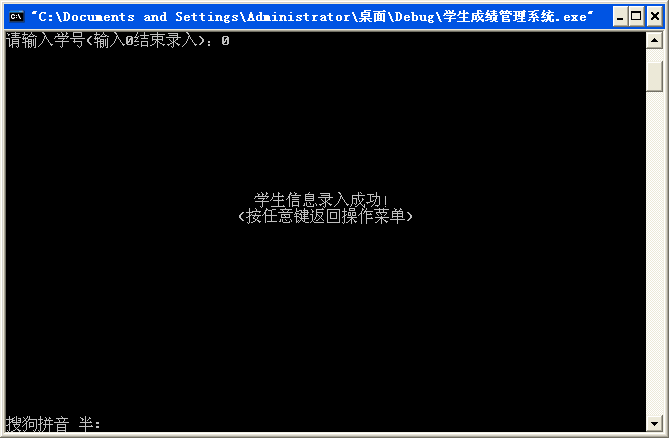 "C:\Documents and Settings\Administrator\桌面\Debug\学生成绩管理系统.exe"
请输入学号(输入0结束录入): 0
学生信息录入成功!
(按任意键返回操作菜单)
搜狗拼音 半: